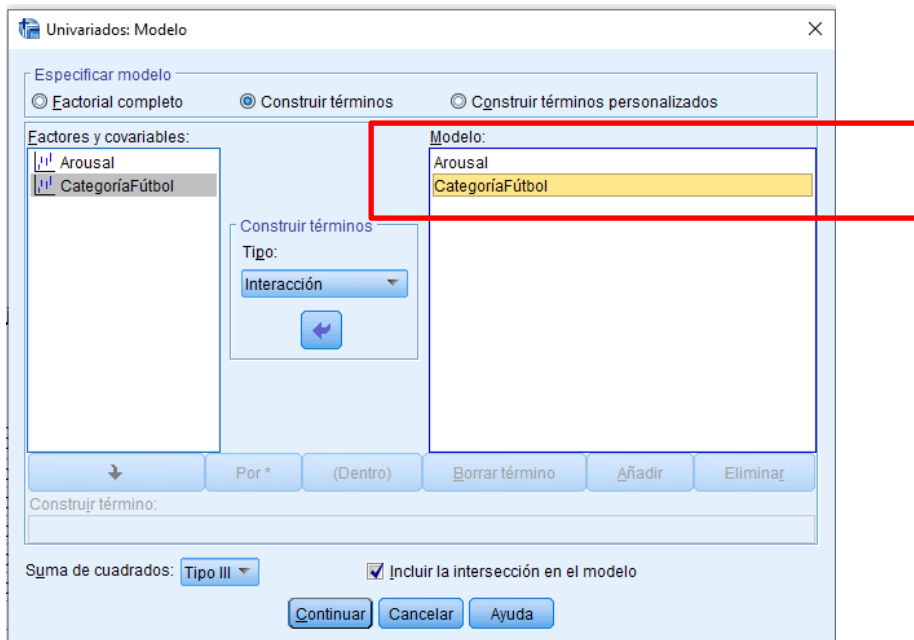 Univariados: Modelo
Especificar modelo
Factorial completo
Construir términos
Construir términos personalizados
Factores y covariables:
Arousal
CategoríaFútbol
Construir términos
Tipo:
Interacción
Modelo:
Arousal
CategoríaFútbol
Por *
(Dentro)
Borrar término
Añadir
Eliminar
Construir término:
Suma de cuadrados:
Tipo III
Incluir la intersección en el modelo
Continuar
Cancelar
Ayuda